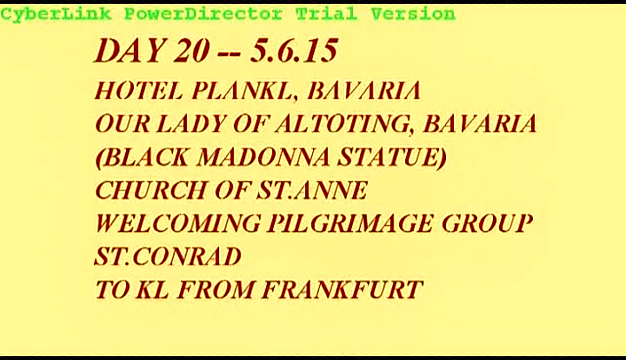 CyberLink PowerDirector Trial Version
DAY 20 -- 5.6.15
HOTEL PLANKL, BAVARIA
OUR LADY OF ALTOTING, BAVARIA
(BLACK MADONNA STATUE)
CHURCH OF ST.ANNE
WELCOMING PILGRIMAGE GROUP
ST.CONRAD
TO KL FROM FRANKFURT